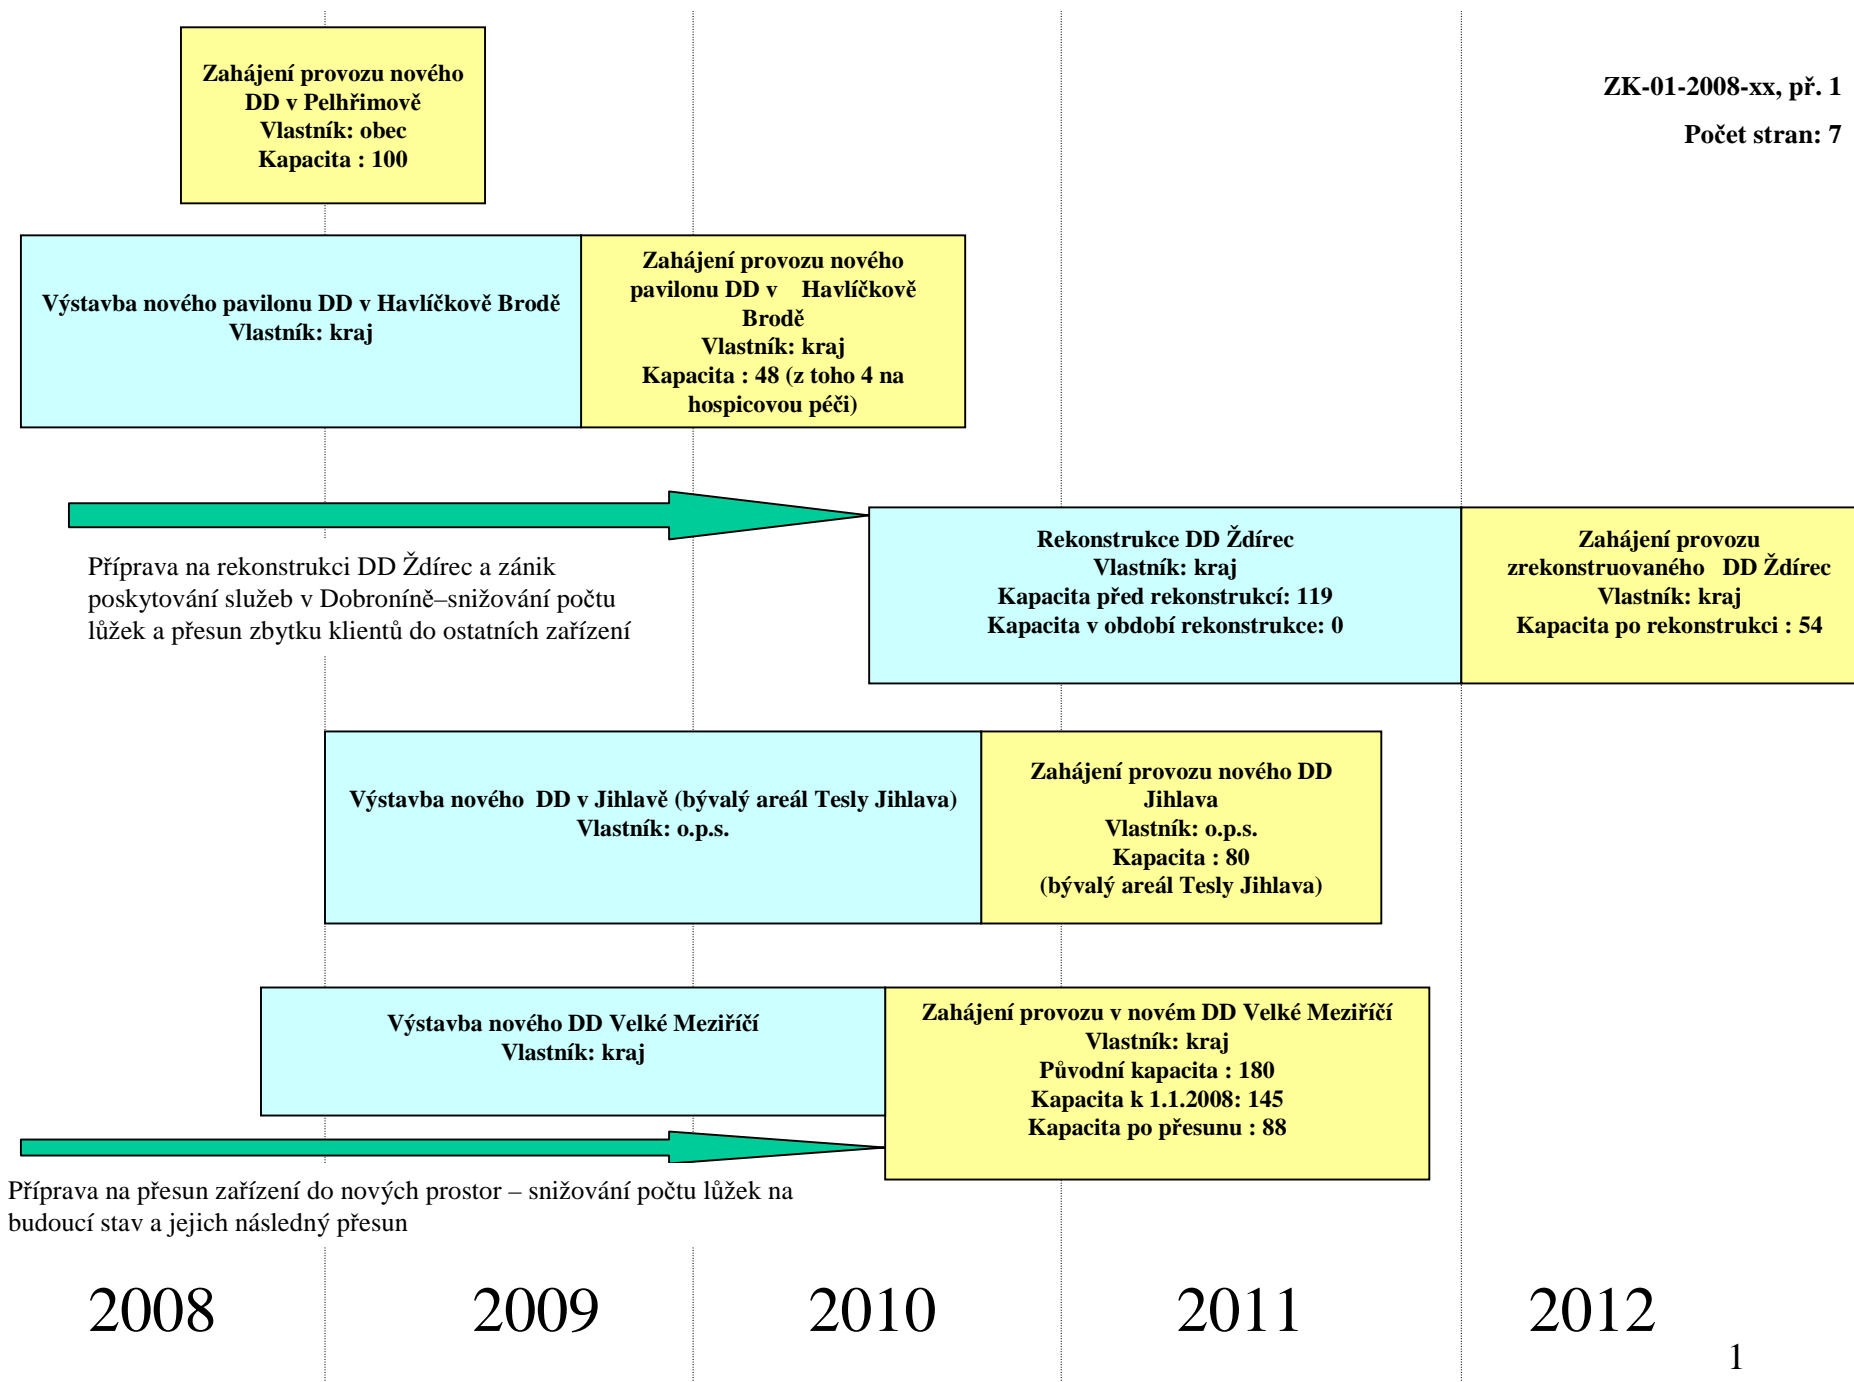 Zahájení provozu nového
DD v Pelhřimově
Vlastník: obec
Kapacita : 100
ZK-01-2008-xx, př. 1
Počet stran: 7
Výstavba nového pavilonu DD v Havlíčkově Brodě
Vlastník: kraj
Zahájení provozu nového
pavilonu DD v Havlíčkově
Brodě
Vlastník: kraj
Kapacita : 48 (z toho 4 na
hospicovou péči)
Příprava na rekonstrukci DD Ždírec a zánik
poskytování služeb v Dobroníně–snižování počtu
lůžek a přesun zbytku klientů do ostatních zařízení
Rekonstrukce DD Ždírec
Vlastník: kraj
Kapacita před rekonstrukcí: 119
Kapacita v období rekonstrukce: 0
Zahájení provozu
zrekonstruovaného DD Ždírec
Vlastník: kraj
Kapacita po rekonstrukci : 54
Výstavba nového DD v Jihlavě (bývalý areál Tesly Jihlava)
Vlastník: o.p.s.
Zahájení provozu nového DD
Jihlava
Vlastník: o.p.s.
Kapacita : 80
(bývalý areál Tesly Jihlava)
Výstavba nového DD Velké Meziříčí
Vlastník: kraj
Zahájení provozu v novém DD Velké Meziříčí
Vlastník: kraj
Původní kapacita : 180
Kapacita k 1.1.2008: 145
Kapacita po přesunu : 88
Příprava na přesun zařízení do nových prostor – snižování počtu lůžek na
budoucí stav a jejich následný přesun
2008 2009 2010 2011 2012
1